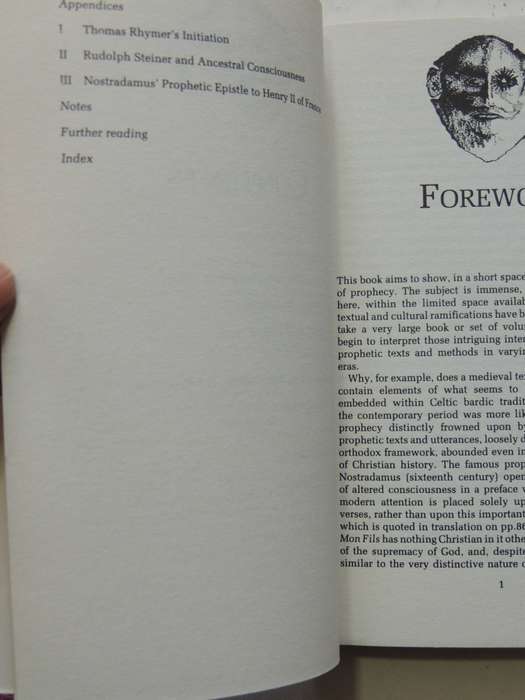 Appendices
I Thomas Rhymer's Initiation
II Rudolph Steiner and Ancestral Consciousness
III Nostradamus' Prophetic Epistle to Henry II of France
Notes
Further reading
Index
FOREWO
This book aims to show, in a short space
of prophecy. The subject is immense,
here, within the limited space availab
textual and cultural ramifications have b
take a very large book or set of volum
begin to interpret those intriguing inter
prophetic texts and methods in varyin
eras.
Why, for example, does a medieval te
contain elements of what seems to
embedded within Celtic bardic tradit
the contemporary period was more lik
prophecy distinctly frowned upon by
prophetic texts and utterances, loosely d
orthodox framework, abounded even in
of Christian history. The famous prop
Nostradamus (sixteenth century) open
of altered consciousness in a preface w
modern attention is placed solely up
verses, rather than upon this important
which is quoted in translation on pp.86
Mon Fils has nothing Christian in it othe
of the supremacy of God, and, despite
similar to the very distinctive nature o
1